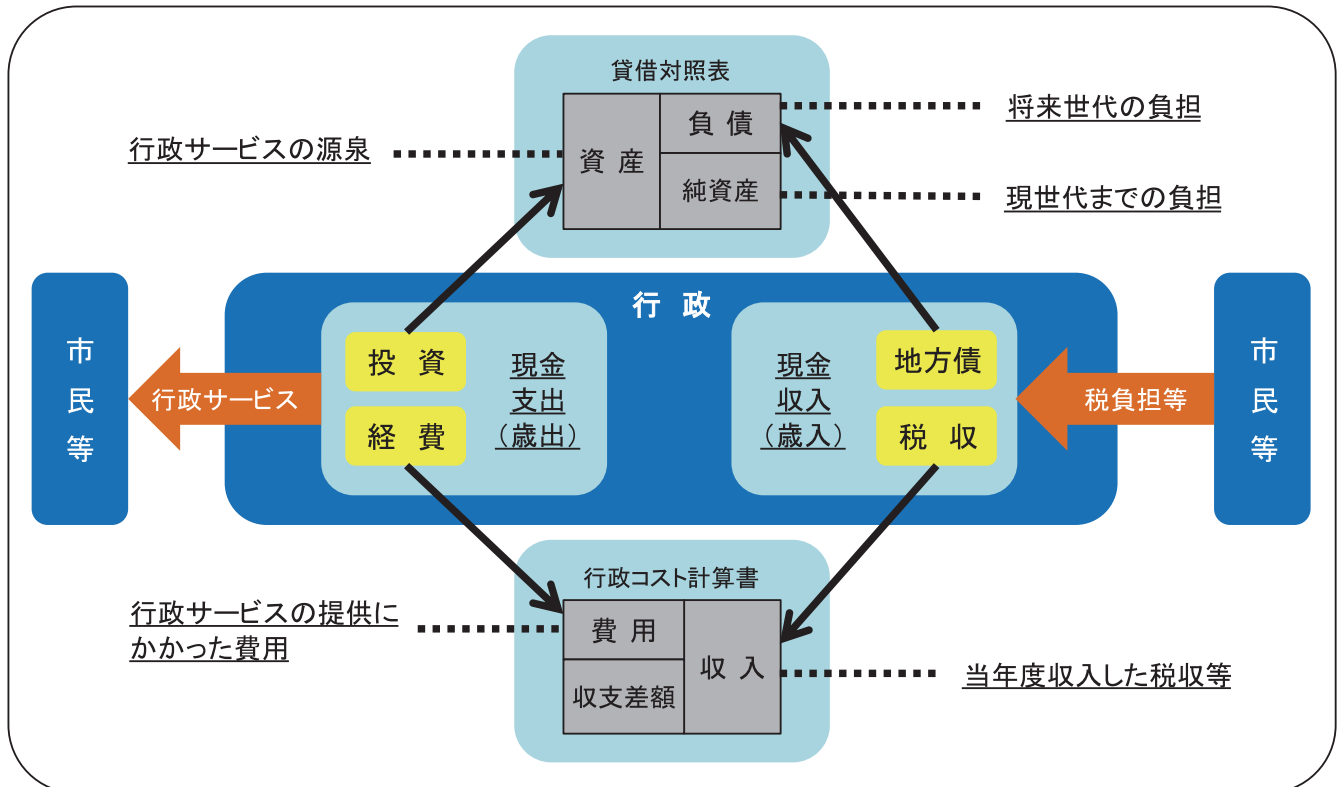 貸借対照表
資産
負債
純資産
行政サービスの源泉
将来世代の負担
現世代までの負担
行政
市民等
行政サービス
投資
経費
現金
支出
（歳出）
現金
収入
（歳入）
地方債
税収
税負担等
市民等
行政コスト計算書
費用
収支差額
収入
行政サービスの提供に
かかった費用
当年度収入した税収等